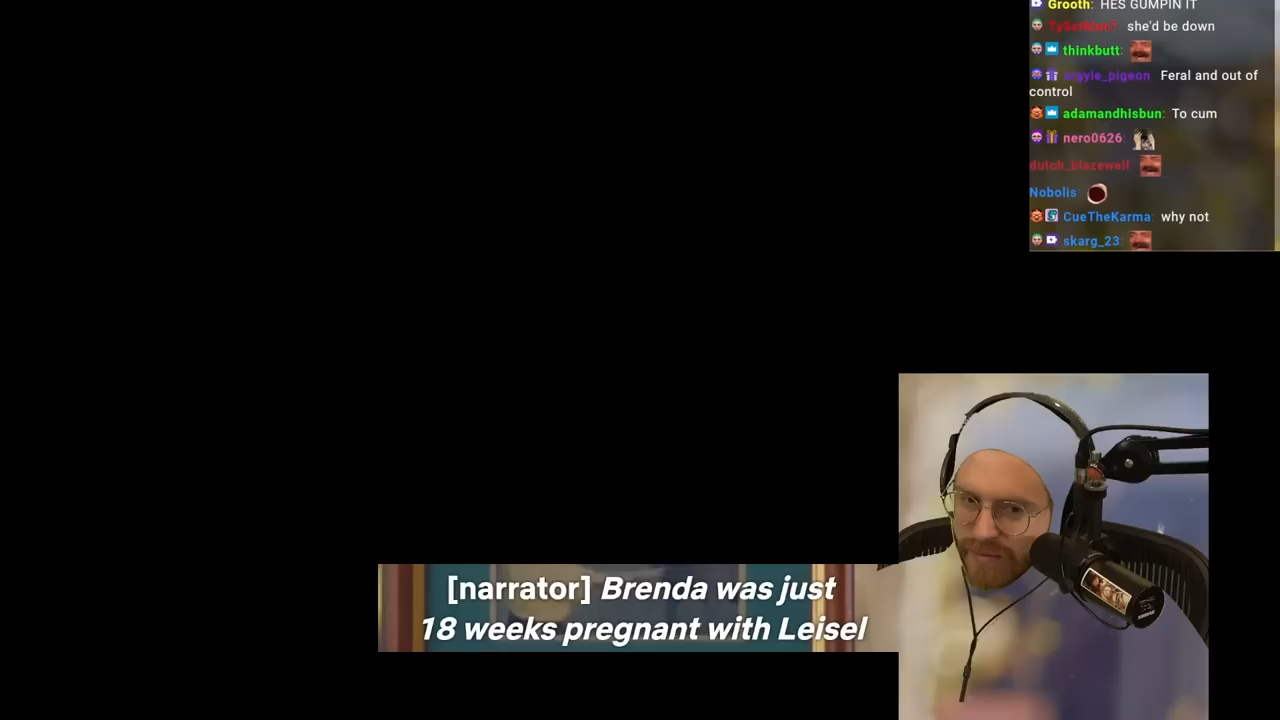 Grooth: HES GUMPIN IT
she'd be down
thinkbutt:
argyle_pigeon Feral and out of
control
adamandhisbun: To cum
nero0626:
dutch_blazewell
Nobolis
CueTheKarma: why not
skarg_23:
[narrator] Brenda was just
18 weeks pregnant with Leisel